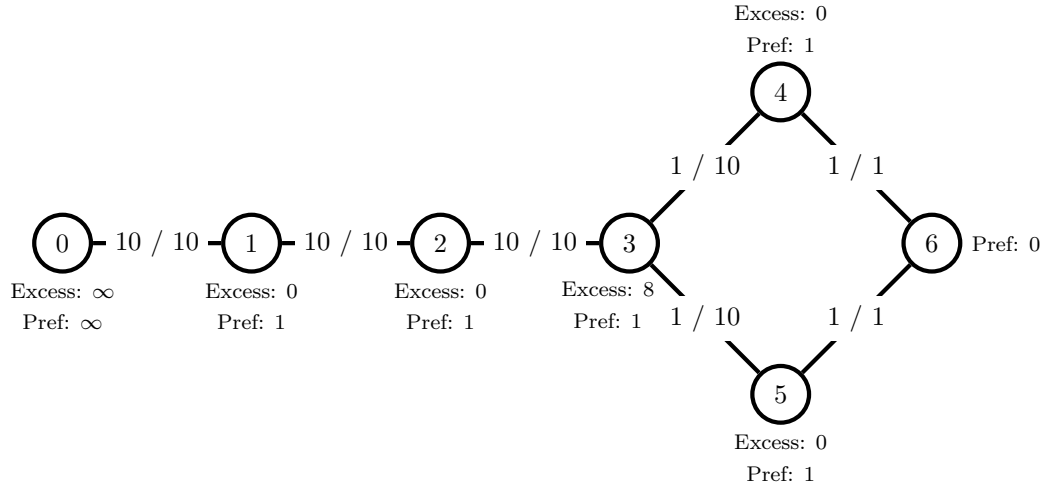 Excess: 0
Pref: 1
4
1 / 10
1 / 1
0
10 / 10
1
10 / 10
2
10 / 10
3
6
Pref: 0
Excess: ∞
Pref: ∞
Excess: 0
Pref: 1
Excess: 0
Pref: 1
Excess: 8
Pref: 1
1 / 10
1 / 1
5
Excess: 0
Pref: 1